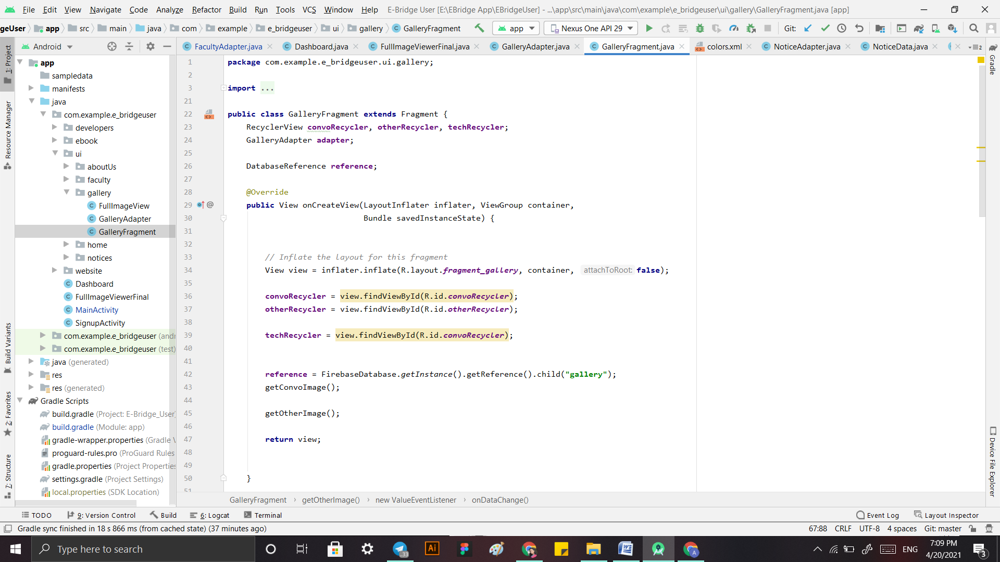 File Edit View Navigate Code Analyze Refactor Build Run Tools VCS Window Help E-Bridge User [E:\EBridge App\EBridgeUser] - ...\app\src\main\java\com\example\e_bridgeuser\ui\gallery\GalleryFragment.java [app]
geUser app src main java com example e_bridgeuser ui gallery GalleryFragment app Nexus One API 29 Git:
Android FacultyAdapter.java Dashboard.java FullImageViewerFinal.java GalleryAdapter.java GalleryFragment.java colors.xml NoticeAdapter.java NoticeData.java 2
1: Project
Resource Manager
Build Variants
2: Favorites
7: Structure
app
sampledata
manifests
java
com.example.e_bridgeuser
developers
ebook
ui
aboutUs
faculty
gallery
FullImageView
GalleryAdapter
GalleryFragment
home
notices
website
Dashboard
FullImageViewerFinal
MainActivity
SignupActivity
com.example.e_bridgeuser (andr
com.example.e_bridgeuser (test)
java (generated)
res
res (generated)
Gradle Scripts
build.gradle (Project: E-Bridge_User)
build.gradle (Module: app)
gradle-wrapper.properties (Gradle V
proguard-rules.pro (ProGuard Rules
gradle.properties (Project Properties
settings.gradle (Project Settings)
local.properties (SDK Location)
1 package com.example.e_bridgeuser.ui.gallery;
2
3 import ...
21
22 public class GalleryFragment extends Fragment {
23 RecyclerView convoRecycler, otherRecycler, techRecycler;
24 GalleryAdapter adapter;
25
26 DatabaseReference reference;
27
28 @Override
29 @ public View onCreateView(LayoutInflater inflater, ViewGroup container,
30 Bundle savedInstanceState) {
31
32
33 // Inflate the layout for this fragment
34 View view = inflater.inflate(R.layout.fragment_gallery, container, attachToRoot: false);
35
36 convoRecycler = view.findViewById(R.id.convoRecycler);
37 otherRecycler = view.findViewById(R.id.otherRecycler);
38
39 techRecycler = view.findViewById(R.id.convoRecycler);
40
41
42 reference = FirebaseDatabase.getInstance().getReference().child("gallery");
43 getConvoImage();
44
45 getOtherImage();
46
47 return view;
48
49
50 }
51
Gradle
Device File Explorer
GalleryFragment › getOtherImage() › new ValueEventListener › onDataChange()
TODO 9: Version Control Build 6: Logcat Terminal Event Log Layout Inspector
Gradle sync finished in 18 s 866 ms (from cached state) (37 minutes ago) 67:88 CRLF UTF-8 4 spaces Git: master
Type here to search 33 Ai ENG 7:09 PM
4/20/2021 3